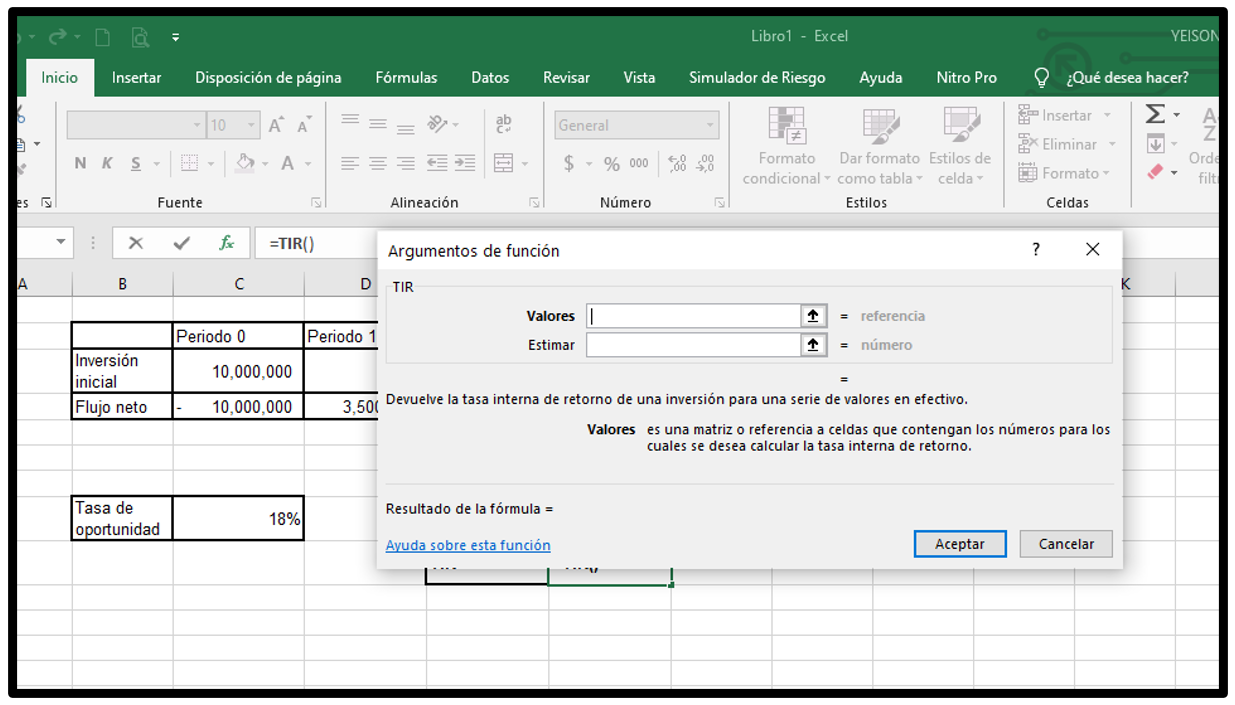 Libro1 - Excel
YEISON
Inicio Insertar Disposición de página Fórmulas Datos Revisar Vista Simulador de Riesgo Ayuda Nitro Pro ¿Qué desea hacer?
10 General
N K S A $ % 000
Formato condicional
Dar formato como tabla
Estilos de celda
Insertar
Eliminar
Formato
Fuente Alineación Número Estilos Celdas
fx =TIR()
A B C D K
Periodo 0 Periodo 1
Inversión inicial 10,000,000
Flujo neto - 10,000,000 3,500
Tasa de oportunidad 18%
Argumentos de función ? ×
TIR
Valores = referencia
Estimar = número
=
Devuelve la tasa interna de retorno de una inversión para una serie de valores en efectivo.
Valores es una matriz o referencia a celdas que contengan los números para los
cuales se desea calcular la tasa interna de retorno.
Resultado de la fórmula =
Ayuda sobre esta función
Aceptar Cancelar